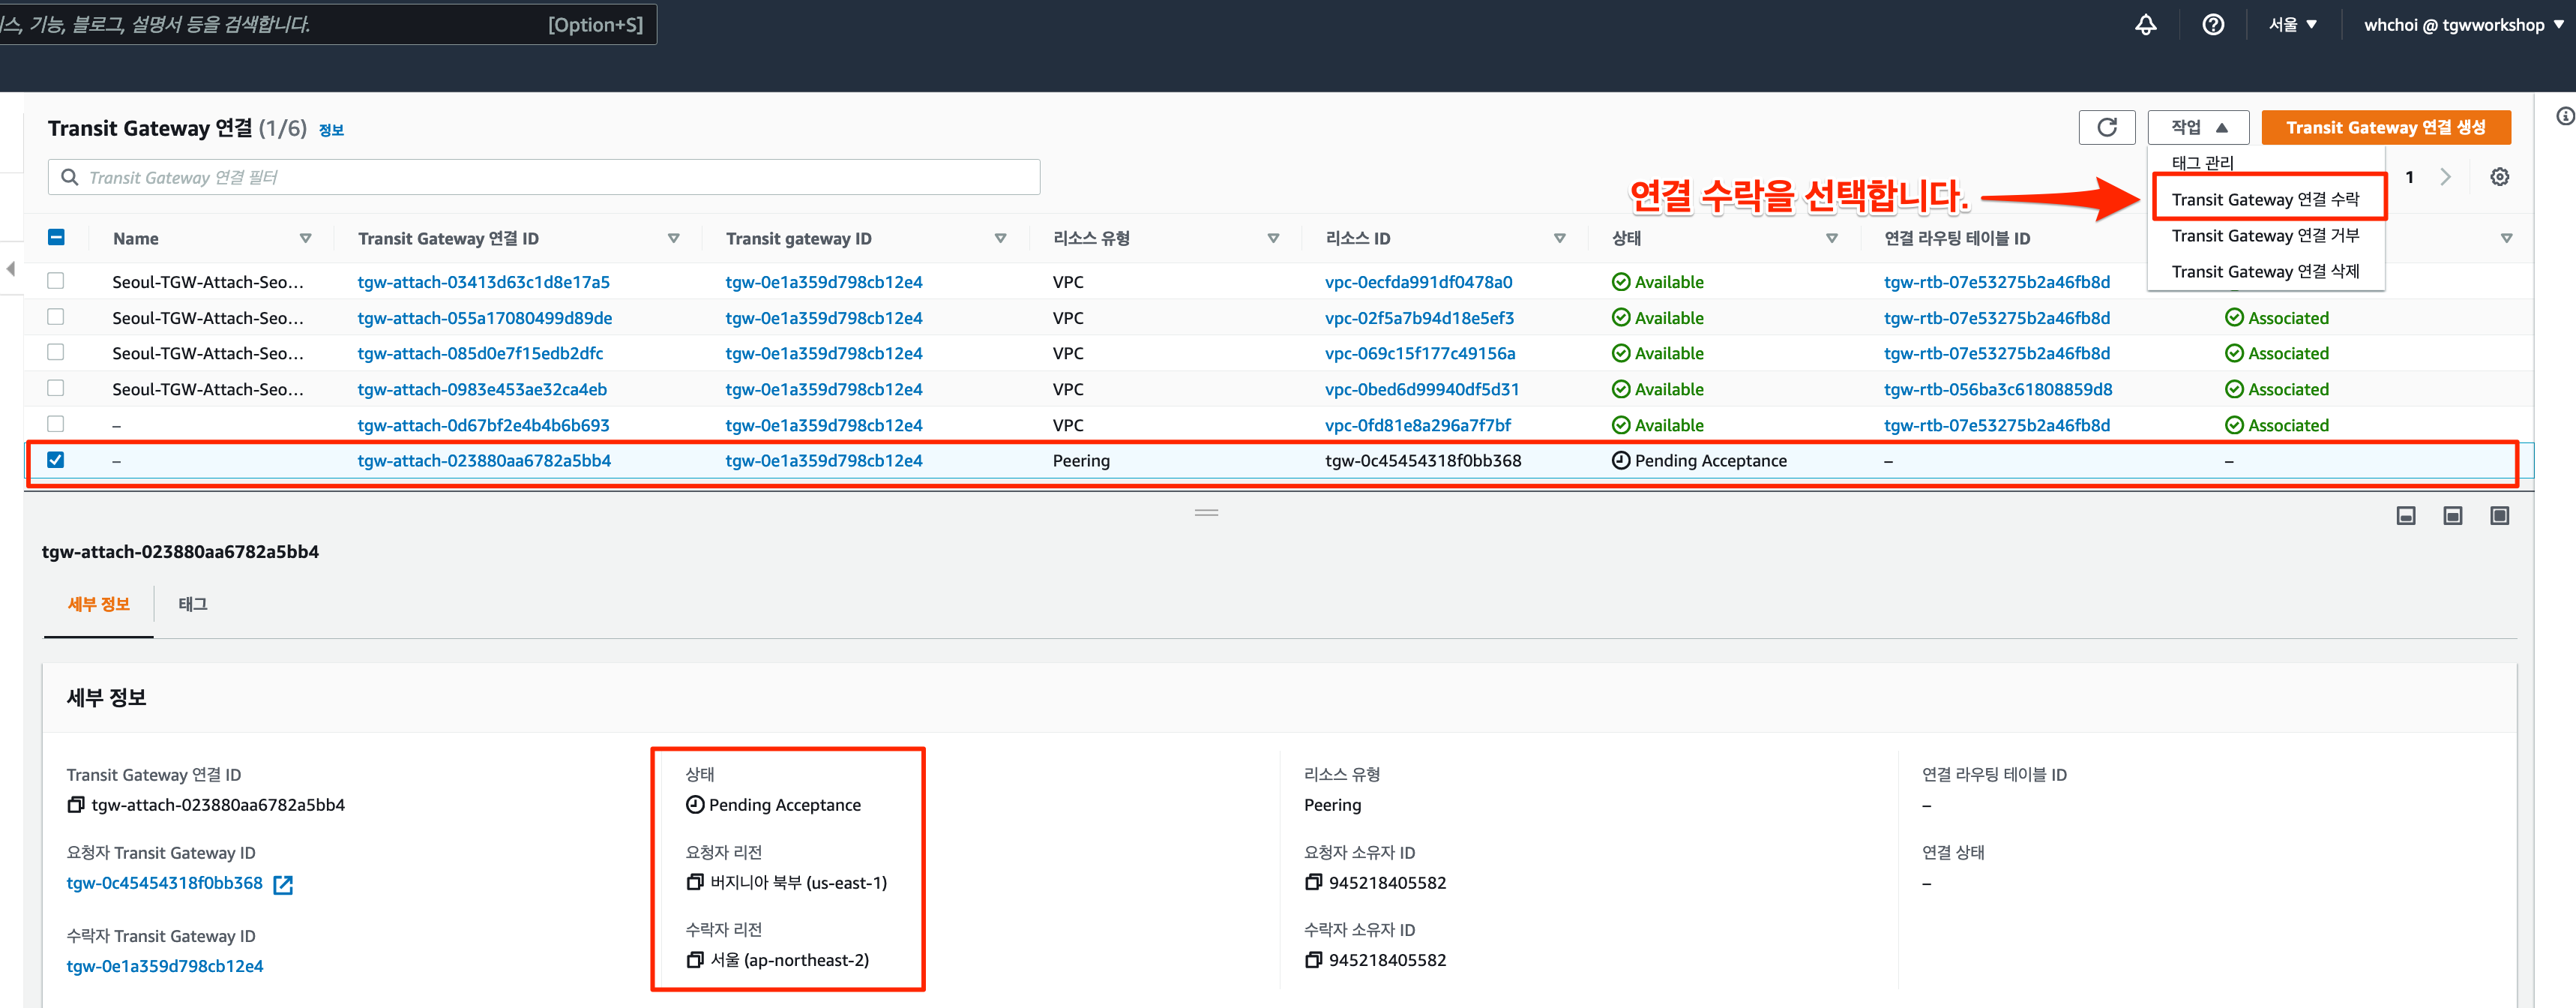 스, 기능, 블로그, 설명서 등을 검색합니다. [Option+S] 서울 whchoi @ tgwworkshop
Transit Gateway 연결 (1/6) 정보 작업 Transit Gateway 연결 생성
태그 관리
Transit Gateway 연결 필터 1
연결 수락을 선택합니다. Transit Gateway 연결 수락
Name Transit Gateway 연결 ID Transit gateway ID 리소스 유형 리소스 ID 상태 연결 라우팅 테이블 ID Transit Gateway 연결 거부
Transit Gateway 연결 삭제
Seoul-TGW-Attach-Seo… tgw-attach-03413d63c1d8e17a5 tgw-0e1a359d798cb12e4 VPC vpc-0ecfda991df0478a0 Available tgw-rtb-07e53275b2a46fb8d
Seoul-TGW-Attach-Seo… tgw-attach-055a17080499d89de tgw-0e1a359d798cb12e4 VPC vpc-02f5a7b94d18e5ef3 Available tgw-rtb-07e53275b2a46fb8d Associated
Seoul-TGW-Attach-Seo… tgw-attach-085d0e7f15edb2dfc tgw-0e1a359d798cb12e4 VPC vpc-069c15f177c49156a Available tgw-rtb-07e53275b2a46fb8d Associated
Seoul-TGW-Attach-Seo… tgw-attach-0983e453ae32ca4eb tgw-0e1a359d798cb12e4 VPC vpc-0bed6d99940df5d31 Available tgw-rtb-056ba3c61808859d8 Associated
– tgw-attach-0d67bf2e4b4b6b693 tgw-0e1a359d798cb12e4 VPC vpc-0fd81e8a296a7f7bf Available tgw-rtb-07e53275b2a46fb8d Associated
– tgw-attach-023880aa6782a5bb4 tgw-0e1a359d798cb12e4 Peering tgw-0c45454318f0bb368 Pending Acceptance – –
tgw-attach-023880aa6782a5bb4
세부 정보 태그
세부 정보
Transit Gateway 연결 ID 상태 리소스 유형 연결 라우팅 테이블 ID
tgw-attach-023880aa6782a5bb4 Pending Acceptance Peering –
요청자 Transit Gateway ID 요청자 리전 요청자 소유자 ID 연결 상태
tgw-0c45454318f0bb368 버지니아 북부 (us-east-1) 945218405582 –
수락자 Transit Gateway ID 수락자 리전 수락자 소유자 ID
tgw-0e1a359d798cb12e4 서울 (ap-northeast-2) 945218405582